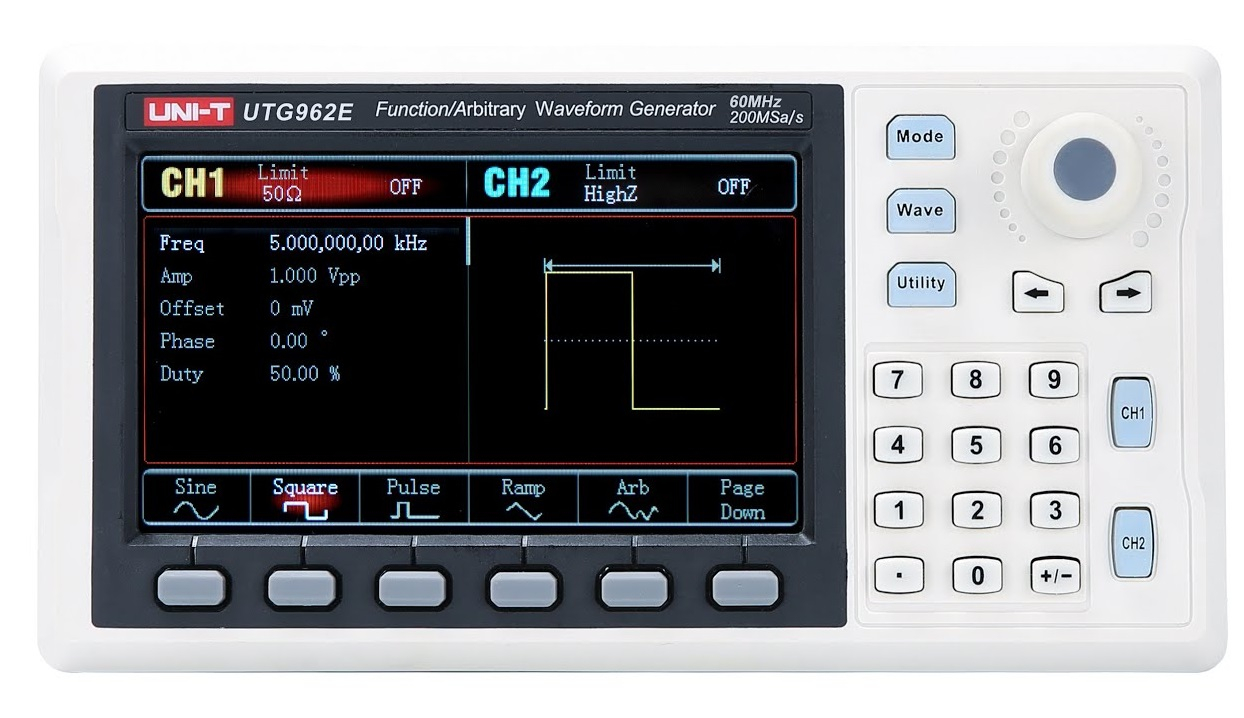 UNI-T UTG962E Function/Arbitrary Waveform Generator 60MHz
200MSa/s
CH1 Limit
50Ω OFF
CH2 Limit
HighZ OFF
Freq 5.000,000,00 kHz
Amp 1.000 Vpp
Offset 0 mV
Phase 0.00 °
Duty 50.00 %
Sine Square Pulse Ramp Arb Page
Down
Mode
Wave
Utility
7 8 9
4 5 6
1 2 3
. 0 +/-
CH1
CH2